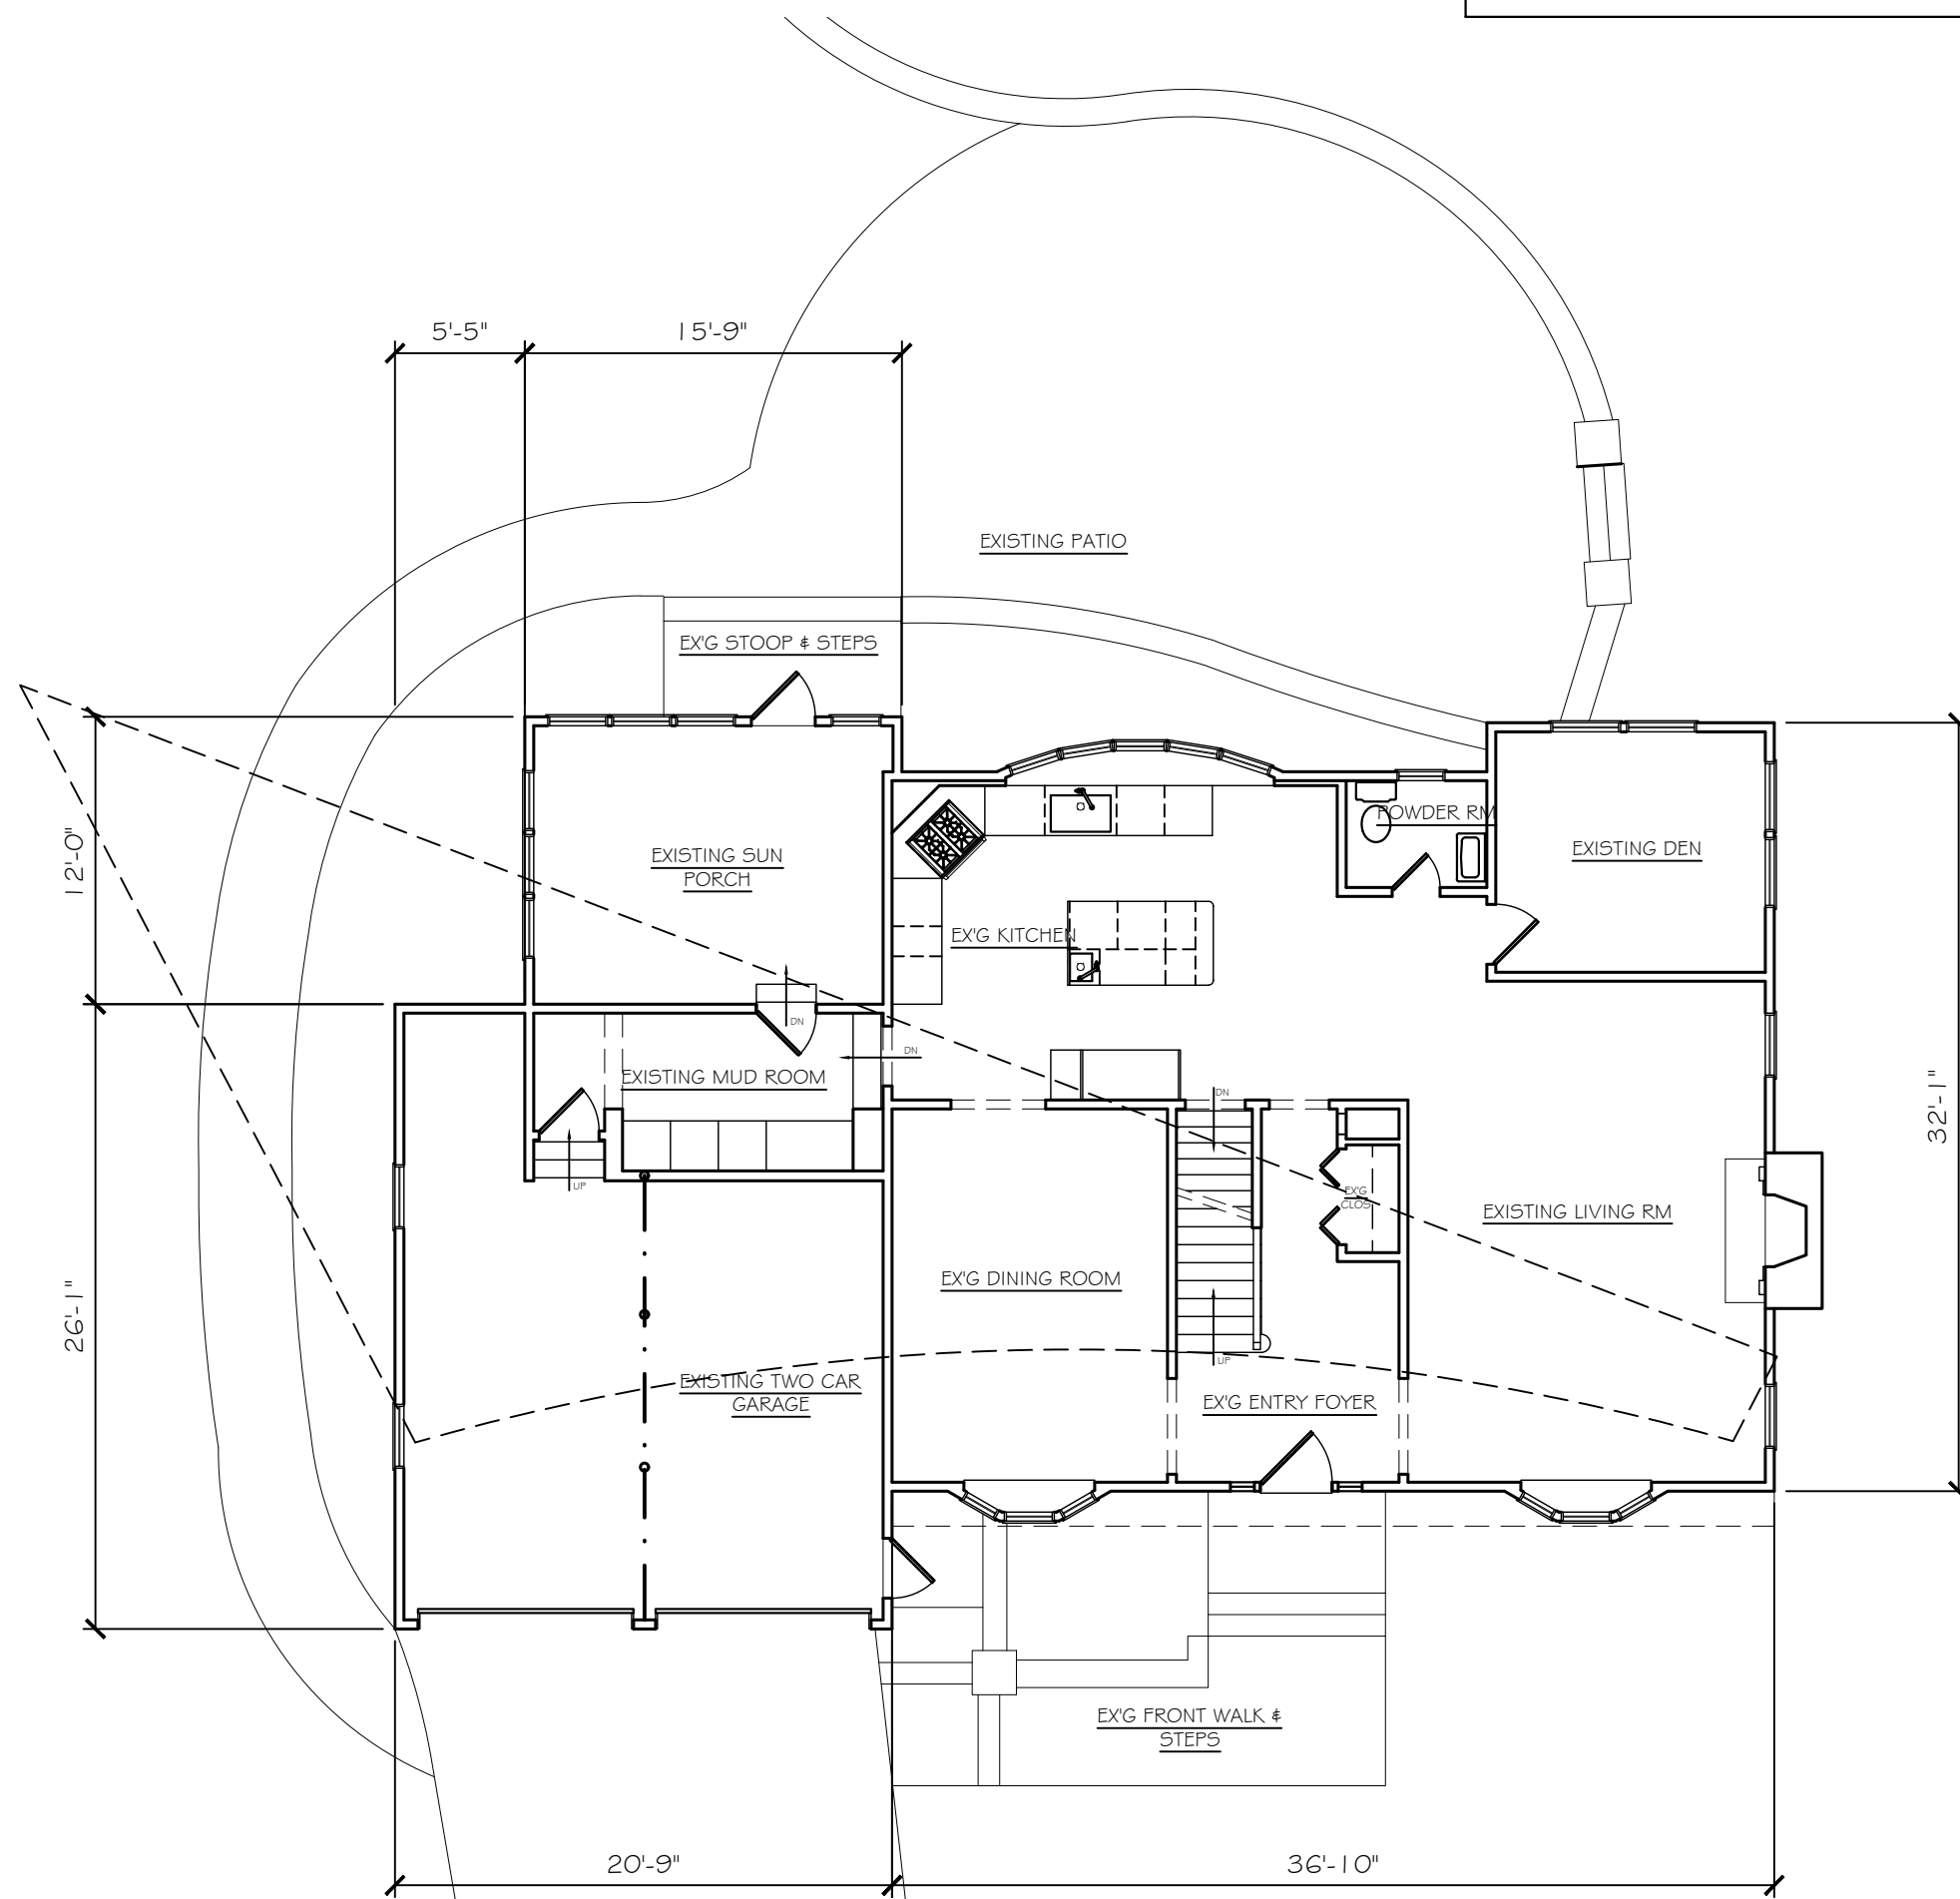 5'-5"
15'-9"
EXISTING PATIO
EX'G STOOP & STEPS
POWDER RM
EXISTING SUN
PORCH
EXISTING DEN
12'-0"
EX'G KITCHEN
DN
DN
EXISTING MUD ROOM
DN
32'-1"
UP
EX'G
CLOS
EXISTING LIVING RM
EX'G DINING ROOM
26'-1"
UP
EXISTING TWO CAR
GARAGE
EX'G ENTRY FOYER
EX'G FRONT WALK &
STEPS
20'-9"
36'-10"